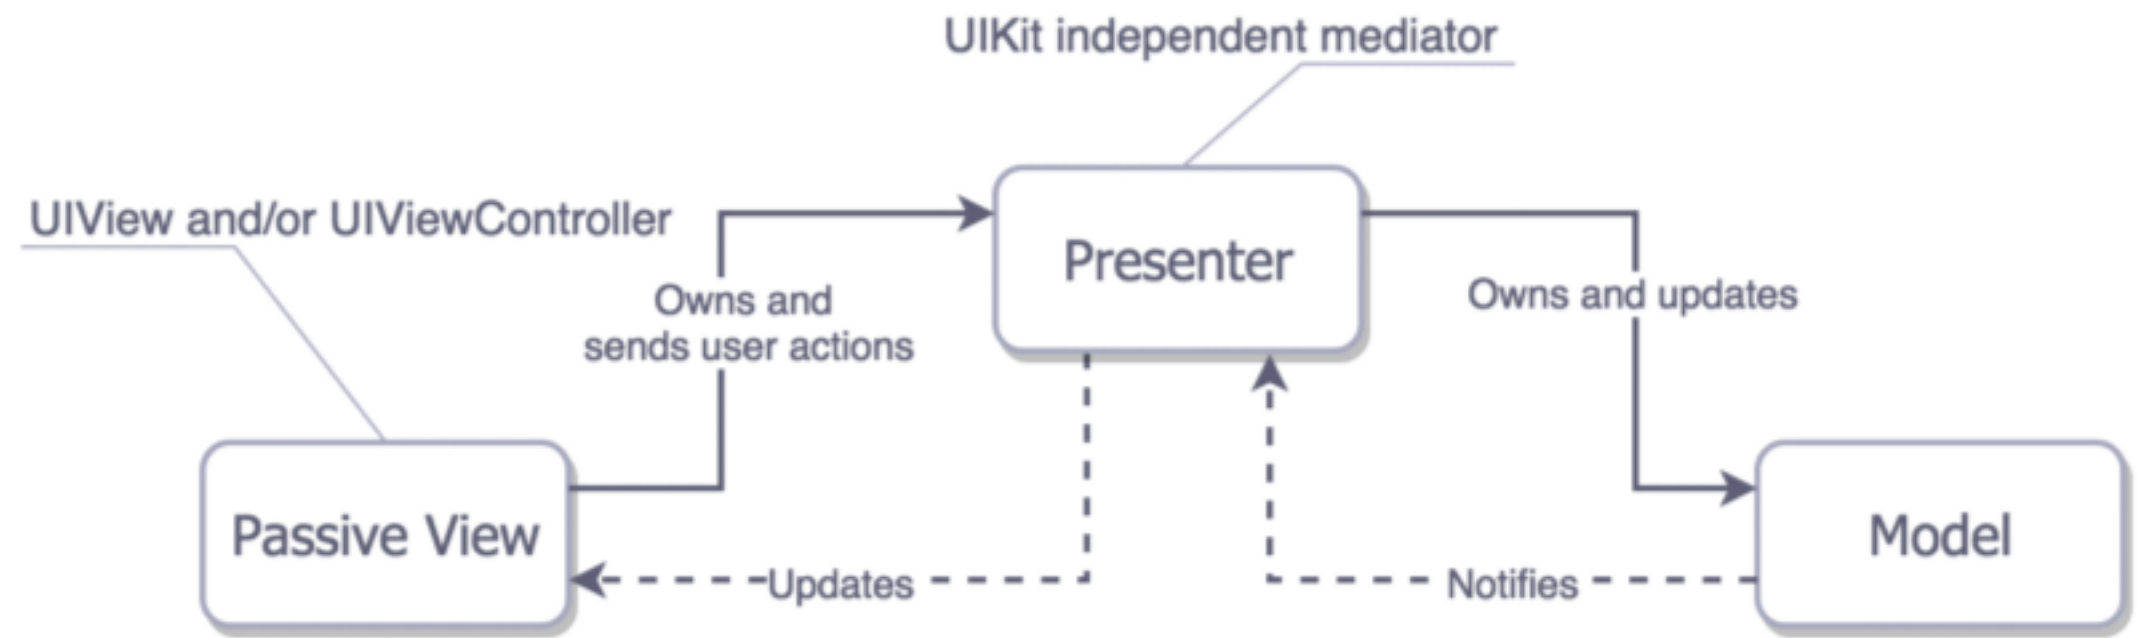 UIKit independent mediator
UIView and/or UIViewController
Presenter
Owns and
sends user actions
Owns and updates
Passive View
Model
Updates
Notifies